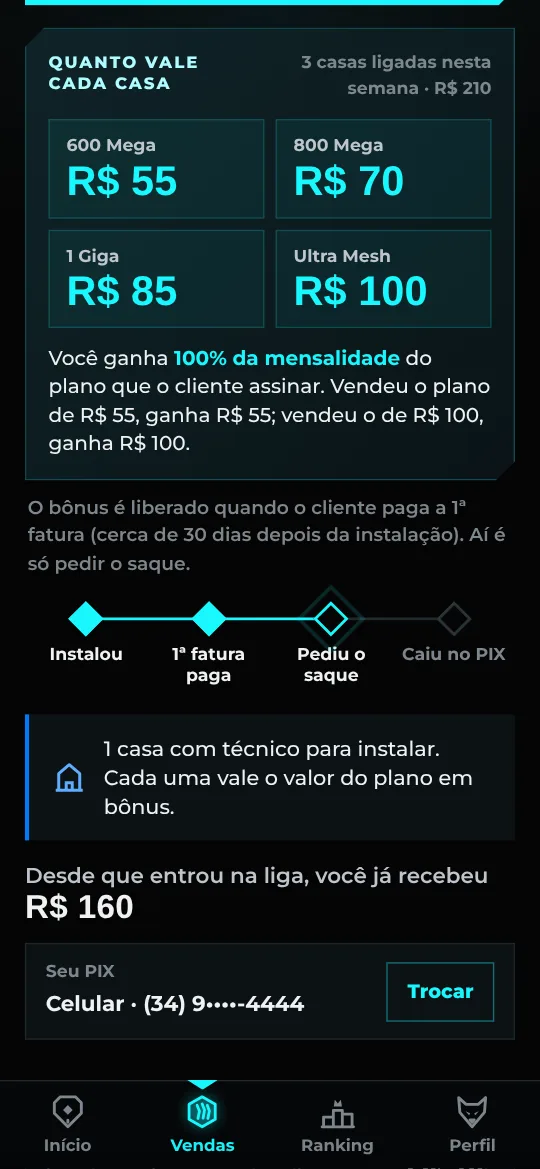 QUANTO VALE
CADA CASA
3 casas ligadas nesta
semana · R$ 210
600 Mega
R$ 55
800 Mega
R$ 70
1 Giga
R$ 85
Ultra Mesh
R$ 100
Você ganha 100% da mensalidade do
plano que o cliente assinar. Vendeu o plano
de R$ 55, ganha R$ 55; vendeu o de R$ 100,
ganha R$ 100.
O bônus é liberado quando o cliente paga a 1ª
fatura (cerca de 30 dias depois da instalação). Aí é
só pedir o saque.
Instalou
1ª fatura
paga
Pediu o
saque
Caiu no PIX
1 casa com técnico para instalar.
Cada uma vale o valor do plano em
bônus.
Desde que entrou na liga, você já recebeu
R$ 160
Seu PIX
Celular · (34) 9••••-4444
Trocar
Início
Vendas
Ranking
Perfil